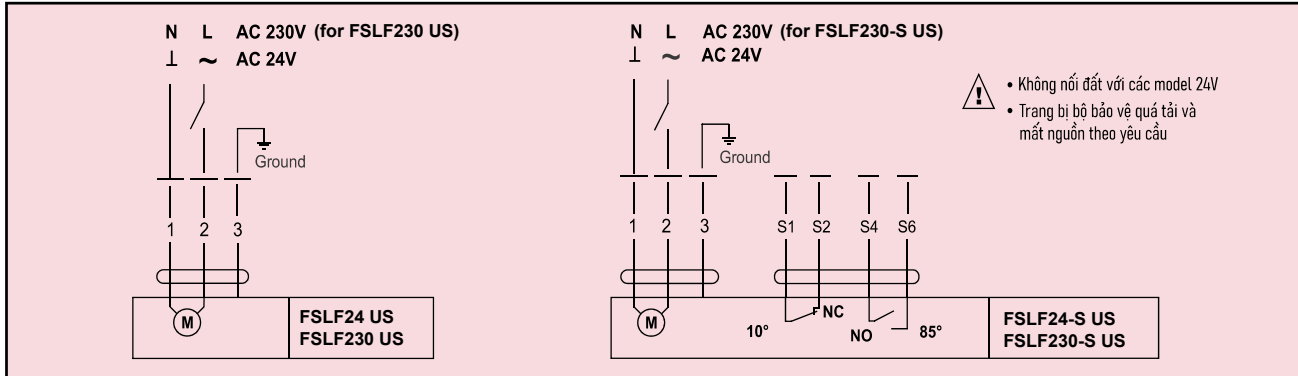 N L AC 230V (for FSLF230 US)
⊥ ~ AC 24V
Ground
1 2 3
M
FSLF24 US
FSLF230 US
N L AC 230V (for FSLF230-S US)
⊥ ~ AC 24V
Ground
1 2 3 S1 S2 S4 S6
M
10° NC NO 85°
FSLF24-S US
FSLF230-S US
! • Không nối đất với các model 24V
• Trang bị bộ bảo vệ quá tải và
mất nguồn theo yêu cầu